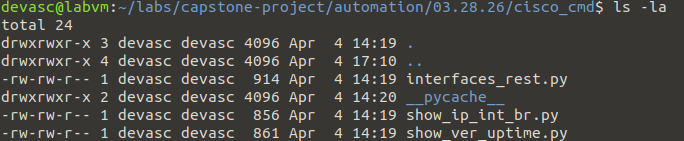 devasc@labvm:~/labs/capstone-project/automation/03.28.26/cisco_cmd$ ls -la
total 24
drwxrwxr-x 3 devasc devasc 4096 Apr  4 14:19 .
drwxrwxr-x 4 devasc devasc 4096 Apr  4 17:10 ..
-rw-rw-r-- 1 devasc devasc  914 Apr  4 14:19 interfaces_rest.py
drwxrwxr-x 2 devasc devasc 4096 Apr  4 14:20 __pycache__
-rw-rw-r-- 1 devasc devasc  856 Apr  4 14:19 show_ip_int_br.py
-rw-rw-r-- 1 devasc devasc  861 Apr  4 14:19 show_ver_uptime.py